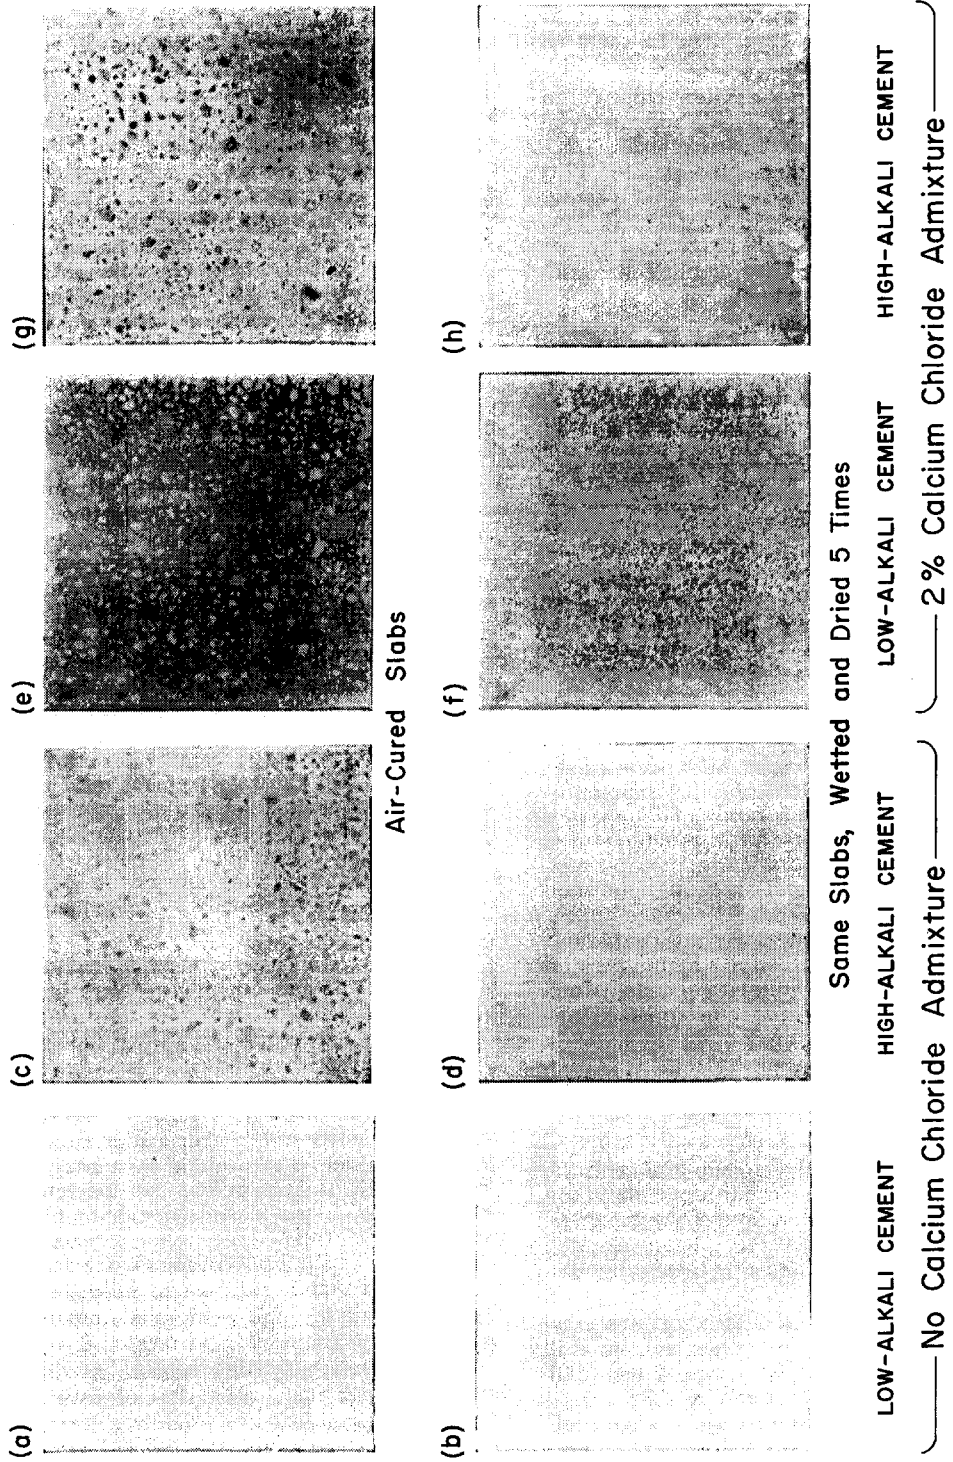 (a)
(c)
(e)
(g)
Air-Cured Slabs
(b)
(d)
(f)
(h)
Same Slabs, Wetted and Dried 5 Times
LOW-ALKALI CEMENT
HIGH-ALKALI CEMENT
LOW-ALKALI CEMENT
HIGH-ALKALI CEMENT
No Calcium Chloride Admixture
2% Calcium Chloride Admixture